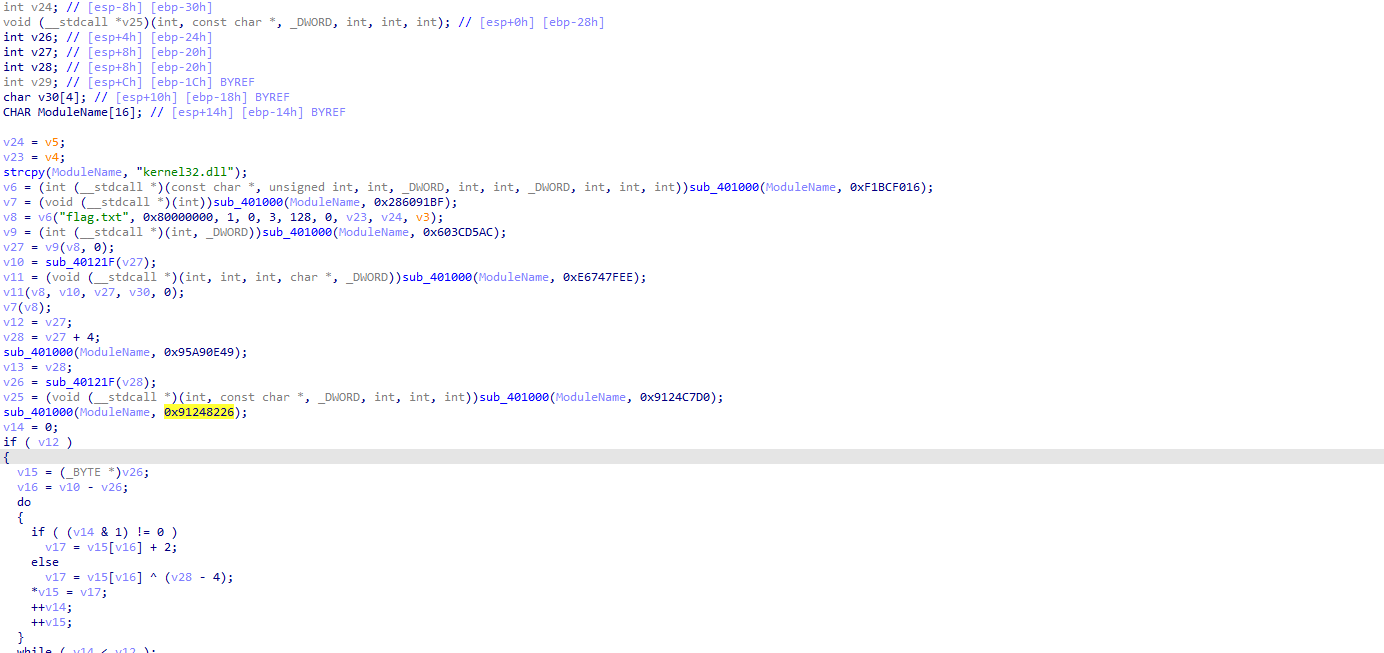 int v24; // [esp-8h] [ebp-30h]
void (__stdcall *v25)(int, const char *, _DWORD, int, int, int); // [esp+0h] [ebp-28h]
int v26; // [esp+4h] [ebp-24h]
int v27; // [esp+8h] [ebp-20h]
int v28; // [esp+8h] [ebp-20h]
int v29; // [esp+Ch] [ebp-1Ch] BYREF
char v30[4]; // [esp+10h] [ebp-18h] BYREF
CHAR ModuleName[16]; // [esp+14h] [ebp-14h] BYREF
v24 = v5;
v23 = v4;
strcpy(ModuleName, "kernel32.dll");
v6 = (int (__stdcall *)(const char *, unsigned int, int, _DWORD, int, int, _DWORD, int, int, int))sub_401000(ModuleName, 0xF1BCF016);
v7 = (void (__stdcall *)(int))sub_401000(ModuleName, 0x286091BF);
v8 = v6("flag.txt", 0x80000000, 1, 0, 3, 128, 0, v23, v24, v3);
v9 = (int (__stdcall *)(int, _DWORD))sub_401000(ModuleName, 0x603CD5AC);
v27 = v9(v8, 0);
v10 = sub_40121F(v27);
v11 = (void (__stdcall *)(int, int, int, char *, _DWORD))sub_401000(ModuleName, 0xE6747FEE);
v11(v8, v10, v27, v30, 0);
v7(v8);
v12 = v27;
v28 = v27 + 4;
sub_401000(ModuleName, 0x95A90E49);
v13 = v28;
v26 = sub_40121F(v28);
v25 = (void (__stdcall *)(int, const char *, _DWORD, int, int, int))sub_401000(ModuleName, 0x9124C7D0);
sub_401000(ModuleName, 0x91248226);
v14 = 0;
if ( v12 )
{
v15 = (_BYTE *)v26;
v16 = v10 - v26;
do
{
if ( (v14 & 1) != 0 )
v17 = v15[v16] + 2;
else
v17 = v15[v16] ^ (v28 - 4);
*v15 = v17;
++v14;
++v15;
}
while ( v14 < v12 );